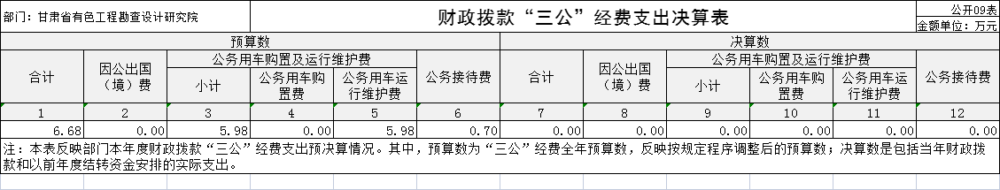 部门：甘肃省有色工程勘查设计研究院
财政拨款“三公”经费支出决算表
公开09表
金额单位：万元
预算数 决算数
合计 因公出国（境）费 公务用车购置及运行维护费 公务接待费 合计 因公出国（境）费 公务用车购置及运行维护费 公务接待费
小计 公务用车购置费 公务用车运行维护费 小计 公务用车购置费 公务用车运行维护费
1 2 3 4 5 6 7 8 9 10 11 12
6.68 0.00 5.98 0.00 5.98 0.70 0.00 0.00 0.00 0.00 0.00 0.00
注：本表反映部门本年度财政拨款“三公”经费支出预决算情况。其中，预算数为“三公”经费全年预算数，反映按规定程序调整后的预算数；决算数是包括当年财政拨
款和以前年度结转资金安排的实际支出。